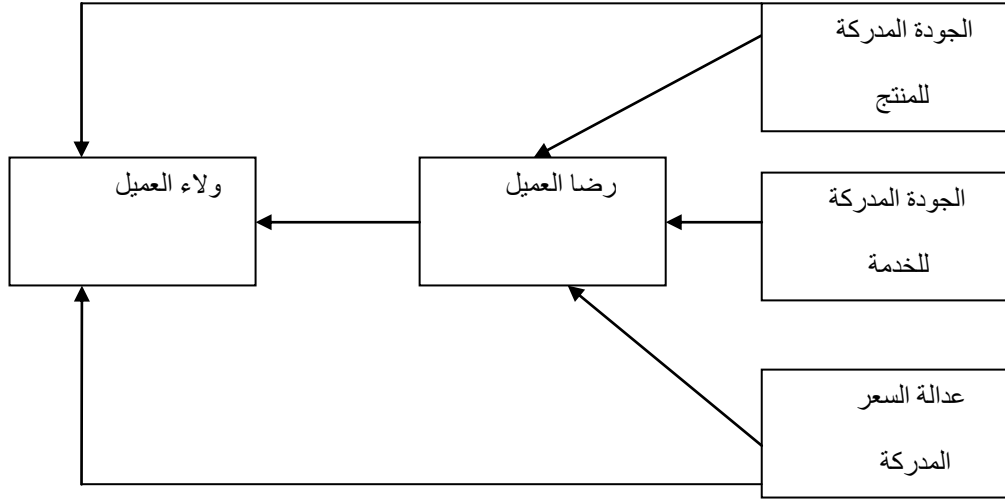 الجودة المدركة
للمنتج
رضا العميل
ولاء العميل
الجودة المدركة
للخدمة
عدالة السعر
المدركة